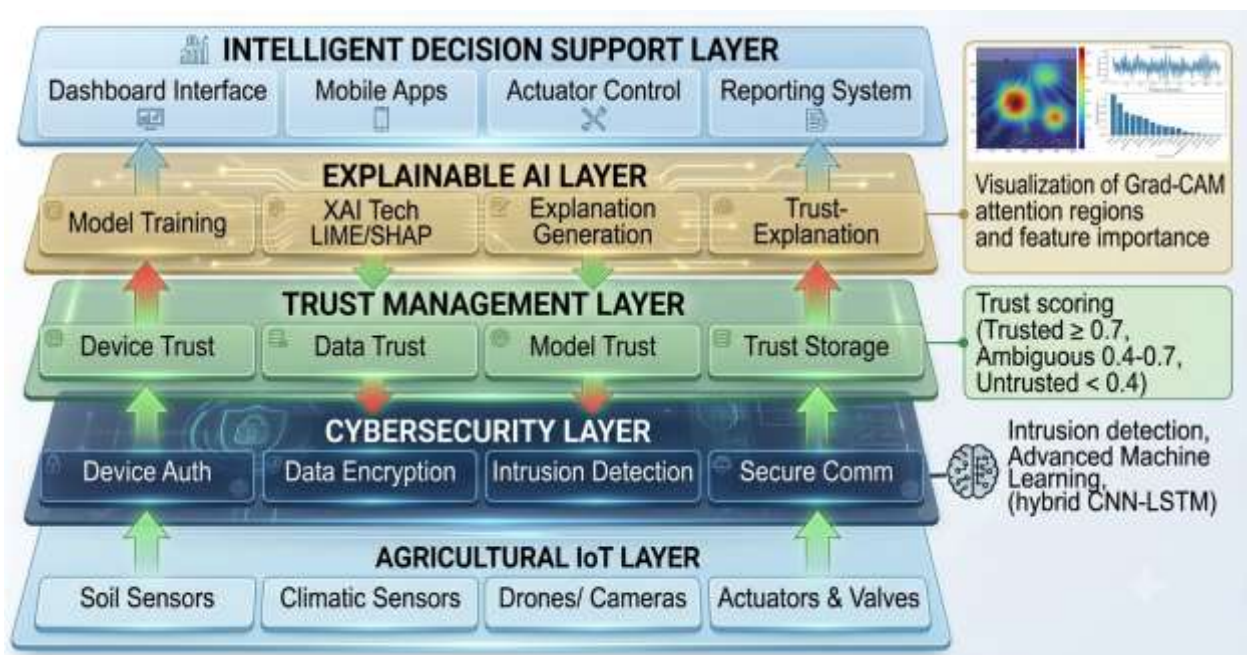 INTELLIGENT DECISION SUPPORT LAYER
Dashboard Interface
Mobile Apps
Actuator Control
Reporting System
EXPLAINABLE AI LAYER
Model Training
XAI Tech
LIME/SHAP
Explanation
Generation
Trust-
Explanation
Visualization of Grad-CAM
attention regions
and feature importance
TRUST MANAGEMENT LAYER
Device Trust
Data Trust
Model Trust
Trust Storage
Trust scoring
(Trusted ≥ 0.7,
Ambiguous 0.4-0.7,
Untrusted < 0.4)
CYBERSECURITY LAYER
Device Auth
Data Encryption
Intrusion Detection
Secure Comm
Intrusion detection,
Advanced Machine
Learning,
(hybrid CNN-LSTM)
AGRICULTURAL IoT LAYER
Soil Sensors
Climatic Sensors
Drones/ Cameras
Actuators & Valves